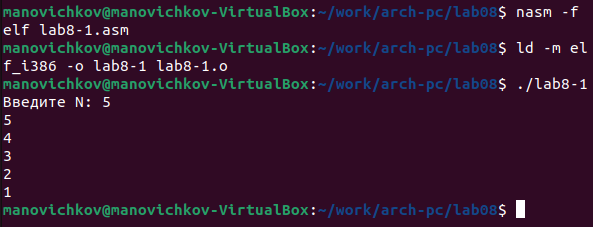 manovichkov@manovichkov-VirtualBox:~/work/arch-pc/lab08$ nasm -f
elf lab8-1.asm
manovichkov@manovichkov-VirtualBox:~/work/arch-pc/lab08$ ld -m el
f_i386 -o lab8-1 lab8-1.o
manovichkov@manovichkov-VirtualBox:~/work/arch-pc/lab08$ ./lab8-1
Введите N: 5
5
4
3
2
1
manovichkov@manovichkov-VirtualBox:~/work/arch-pc/lab08$